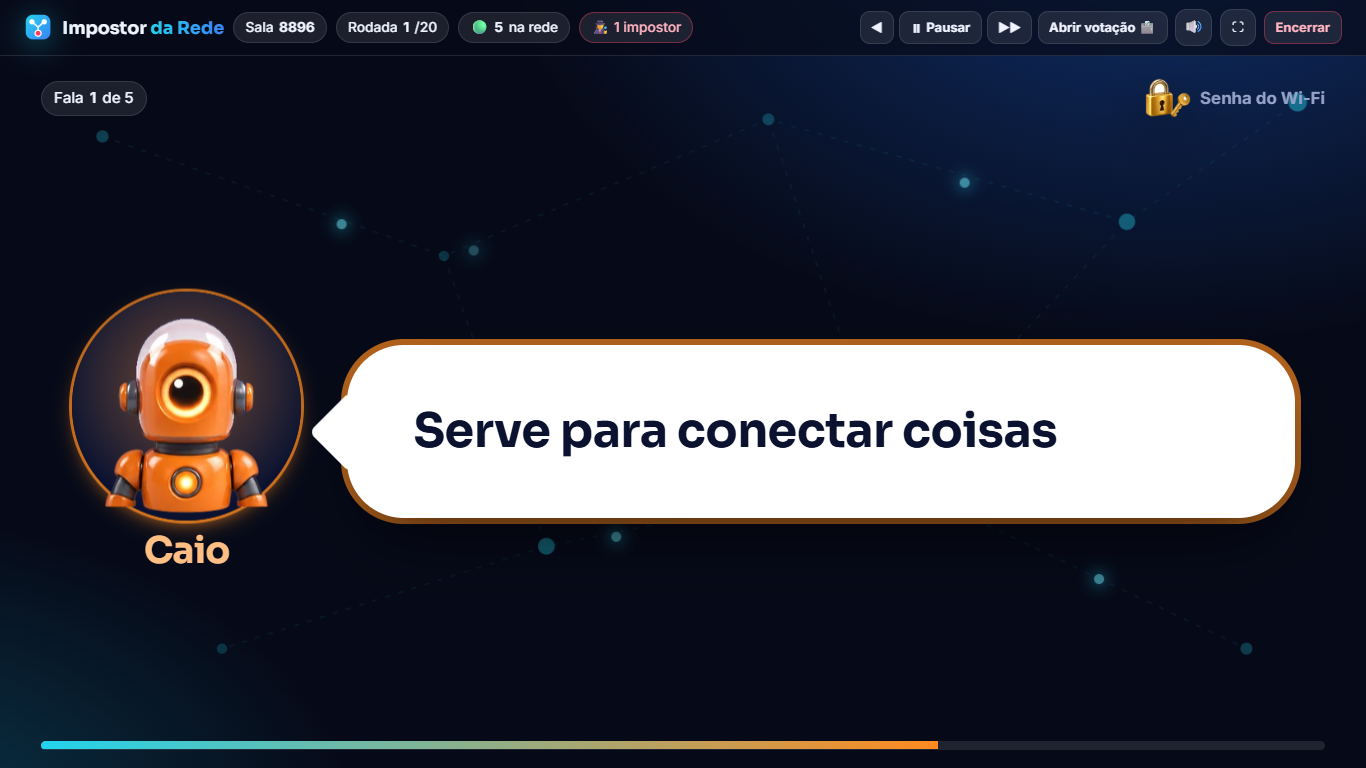 Impostor da Rede
Sala 8896
Rodada 1 /20
5 na rede
1 impostor
Pausar
Abrir votação
Encerrar
Fala 1 de 5
Senha do Wi-Fi
Serve para conectar coisas
Caio